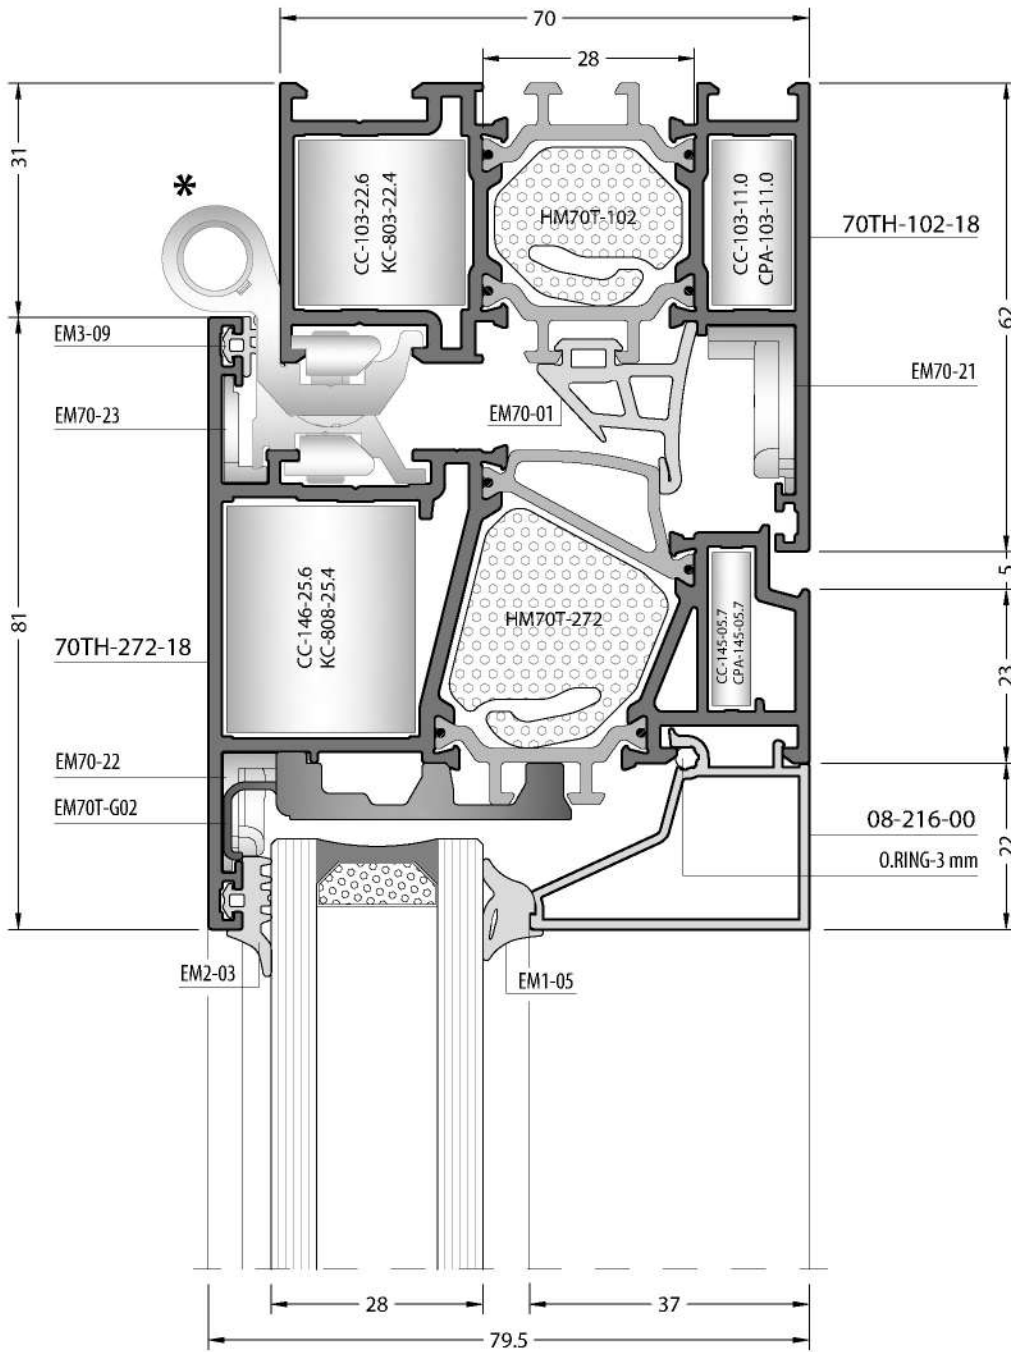 70
28
31
*
CC-103-22.6
KC-803-22.4
HM70T-102
CC-103-11.0
CPA-103-11.0
70TH-102-18
62
EM3-09
EM70-23
EM70-01
EM70-21
81
70TH-272-18
CC-146-25.6
KC-808-25.4
HM70T-272
CC-145-05.7
CPA-145-05.7
5
23
EM70-22
EM70T-G02
08-216-00
O.RING-3 mm
22
EM2-03
EM1-05
28
37
79.5